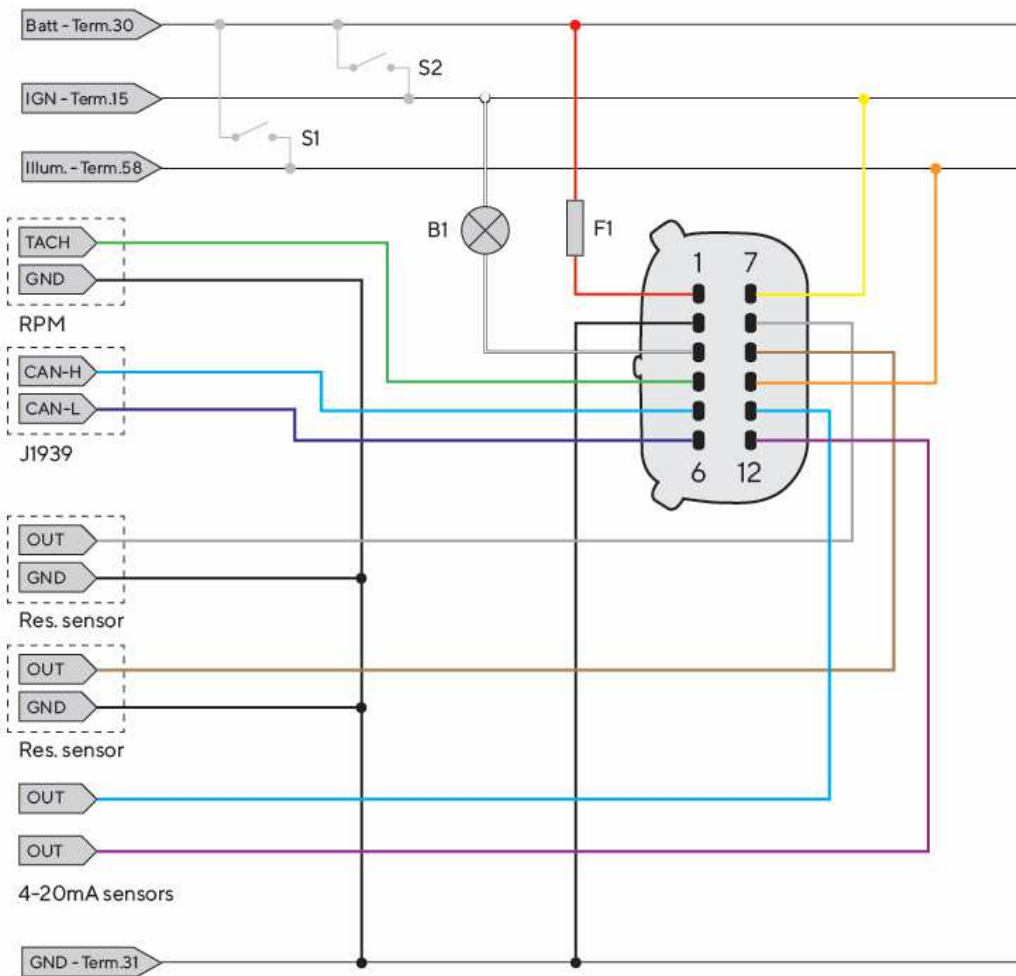 Batt - Term.30
S2
IGN - Term.15
S1
Illum. - Term.58
B1
F1
TACH
GND
RPM
1 7
CAN-H
CAN-L
J1939
6 12
OUT
GND
Res. sensor
OUT
GND
Res. sensor
OUT
OUT
4-20mA sensors
GND - Term.31